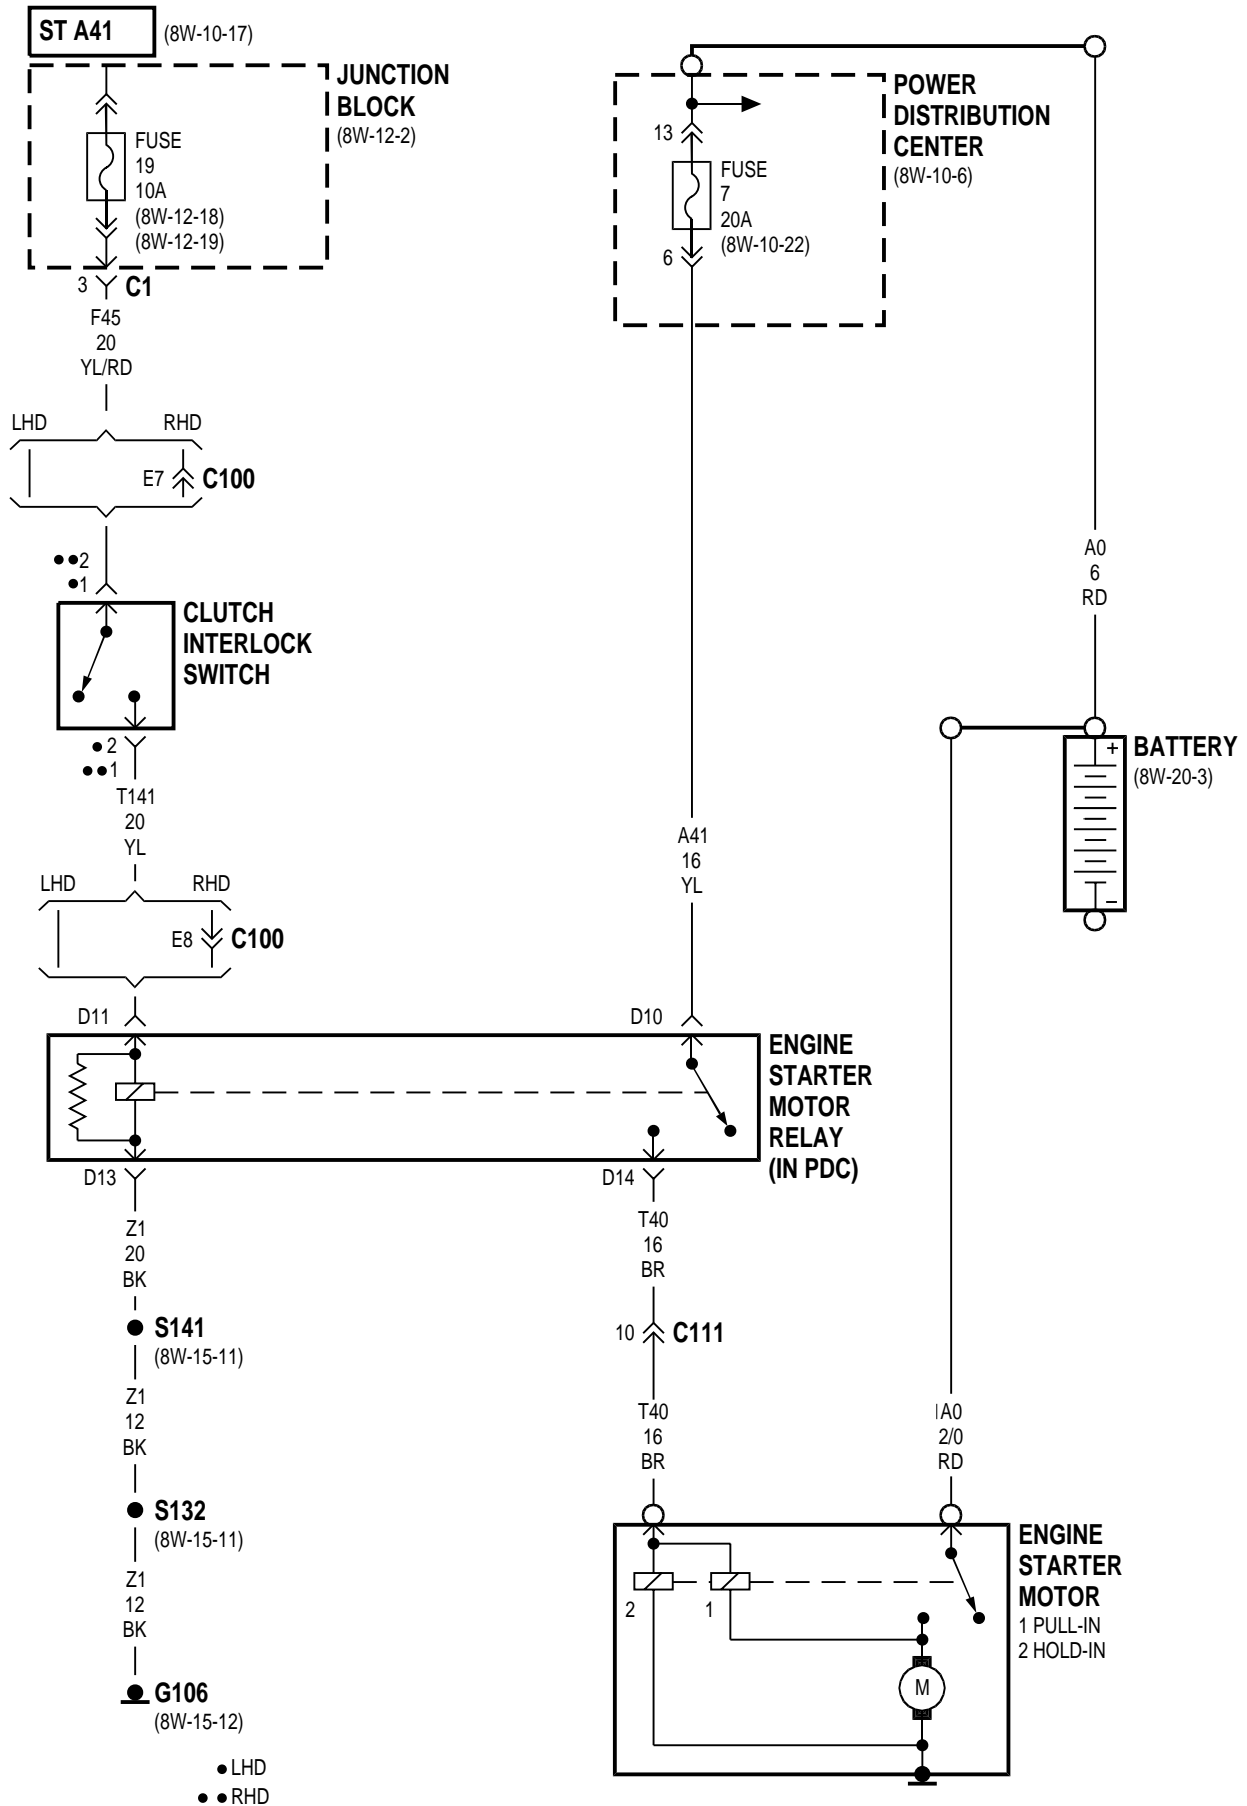 ST A41 (8W-10-17)
JUNCTION
BLOCK
(8W-12-2)
FUSE
19
10A
(8W-12-18)
(8W-12-19)
3 C1
F45
20
YL/RD
LHD RHD
E7 C100
••2
•1
CLUTCH
INTERLOCK
SWITCH
•2
••1
T141
20
YL
LHD RHD
E8 C100
D11
POWER
DISTRIBUTION
CENTER
(8W-10-6)
13
FUSE
7
20A
(8W-10-22)
6
A41
16
YL
D10
A0
6
RD
+ BATTERY
(8W-20-3)
–
ENGINE
STARTER
MOTOR
RELAY
(IN PDC)
D13
Z1
20
BK
S141
(8W-15-11)
Z1
12
BK
S132
(8W-15-11)
Z1
12
BK
G106
(8W-15-12)
•LHD
••RHD
D14
T40
16
BR
10 C111
T40
16
BR
A0
2/0
RD
ENGINE
STARTER
MOTOR
1 PULL-IN
2 HOLD-IN
2 1
M